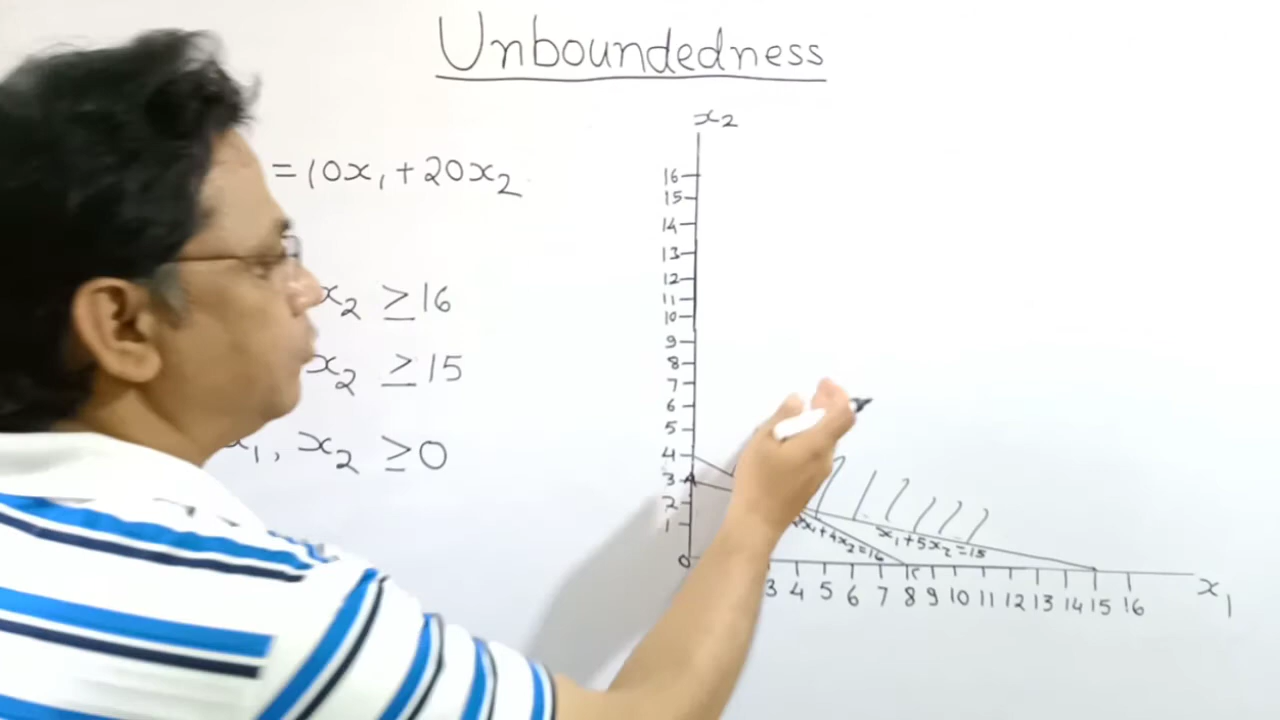 Unboundedness
= 10x₁ + 20x₂
x₂ ≥ 16
x₂ ≥ 15
x₁, x₂ ≥ 0
x₂
16
15
14
13
12
11
10
9
8
7
6
5
4
3 A
2
1
0
2x₁+4x₂=16
x₁+5x₂=15
3 4 5 6 7 8 9 10 11 12 13 14 15 16
x₁